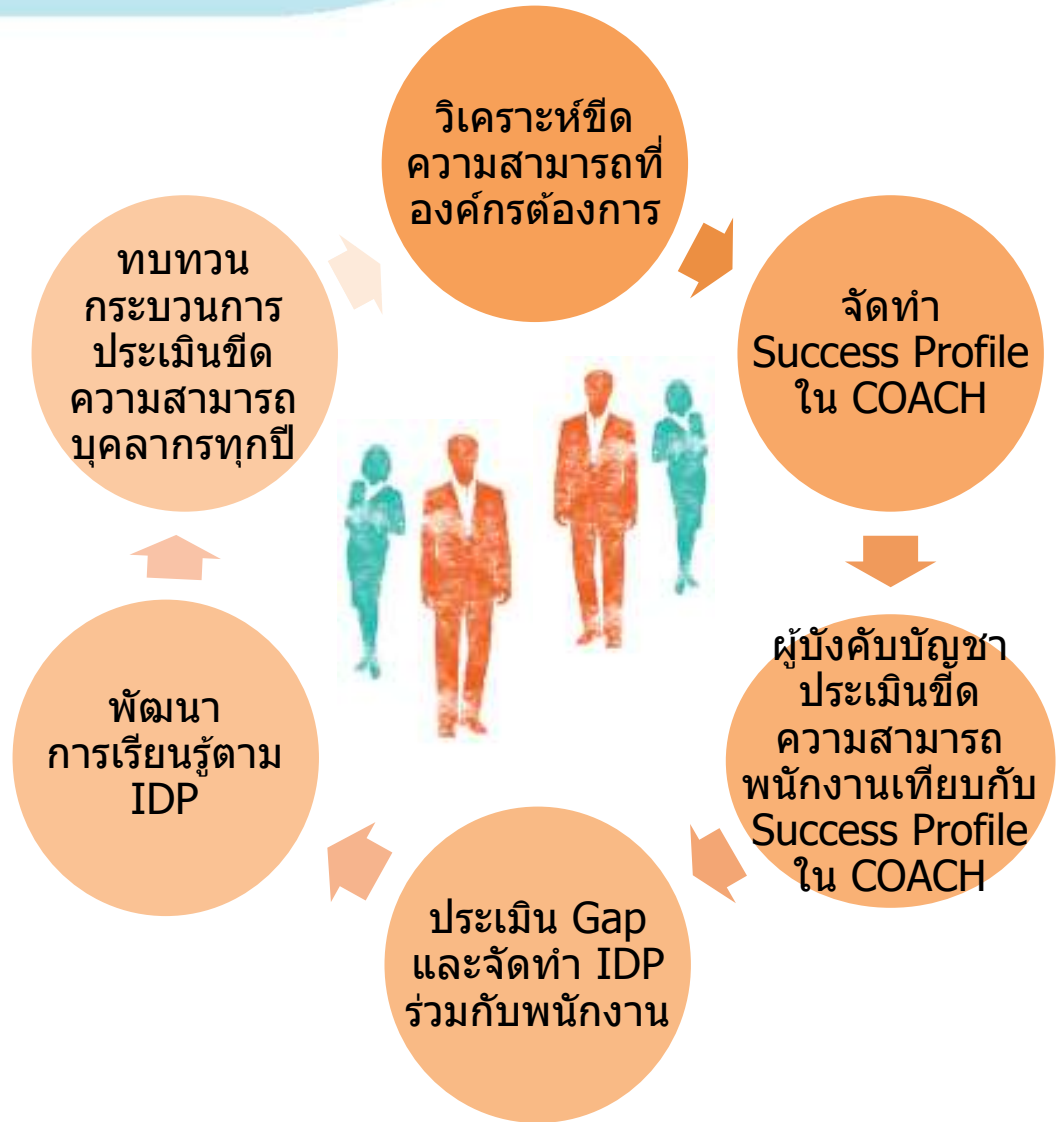 วิเคราะห์ขีด
ความสามารถที่
องค์กรต้องการ
จัดทำ
Success Profile
ใน COACH
ผู้บังคับบัญชา
ประเมินขีด
ความสามารถ
พนักงานเทียบกับ
Success Profile
ใน COACH
ประเมิน Gap
และจัดทำ IDP
ร่วมกับพนักงาน
พัฒนา
การเรียนรู้ตาม
IDP
ทบทวน
กระบวนการ
ประเมินขีด
ความสามารถ
บุคลากรทุกปี